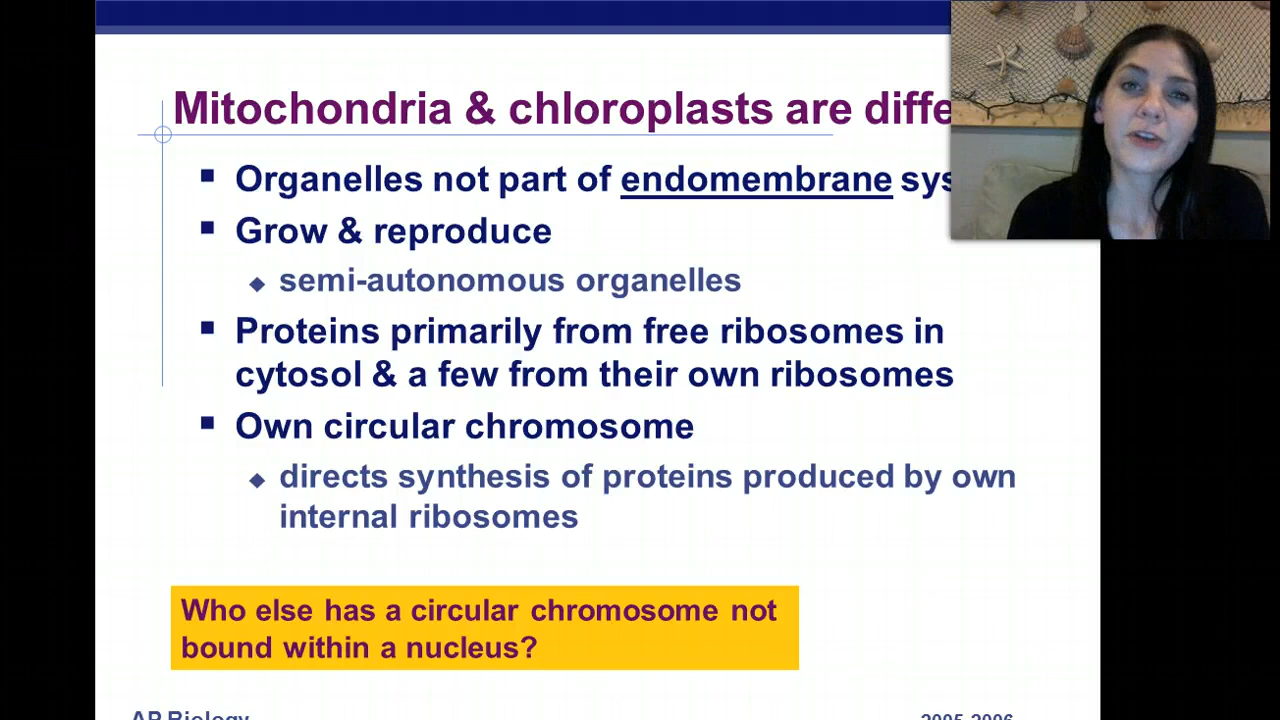 Mitochondria & chloroplasts are diffe
Organelles not part of endomembrane sys
Grow & reproduce
semi-autonomous organelles
Proteins primarily from free ribosomes in
cytosol & a few from their own ribosomes
Own circular chromosome
directs synthesis of proteins produced by own
internal ribosomes
Who else has a circular chromosome not
bound within a nucleus?
AP Biology
2005-2006